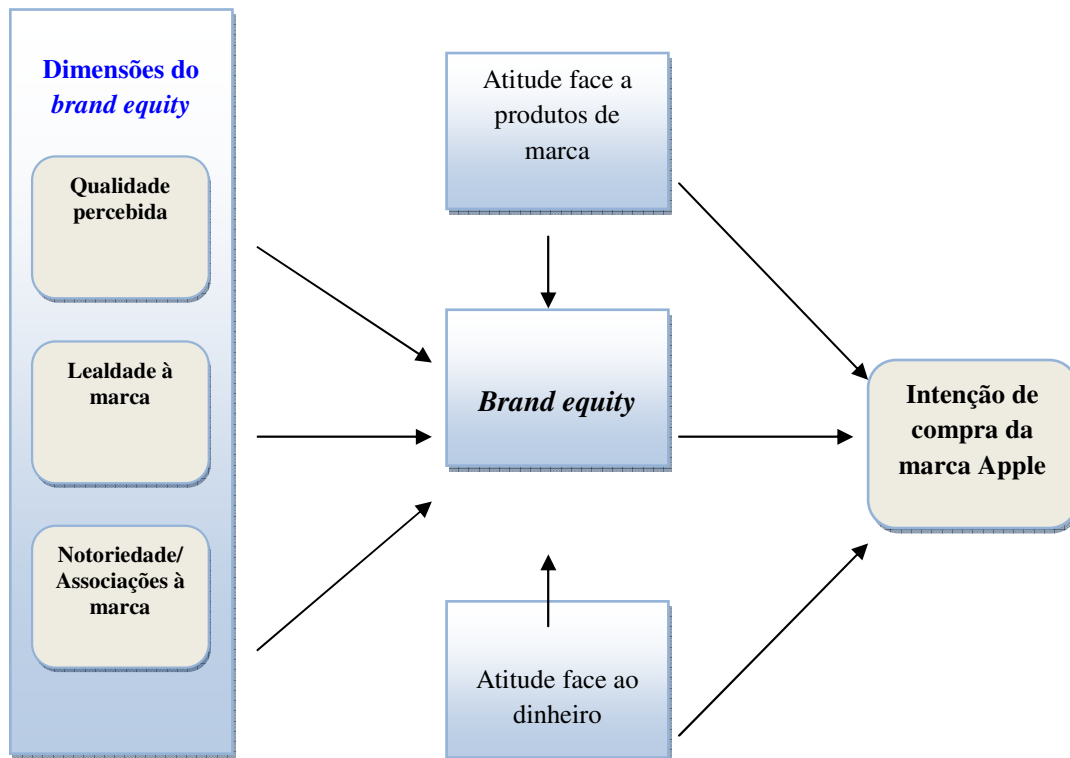 Dimensões do
brand equity
Qualidade
percebida
Lealdade à
marca
Notoriedade/
Associações à
marca
Atitude face a
produtos de
marca
Brand equity
Atitude face ao
dinheiro
Intenção de
compra da
marca Apple